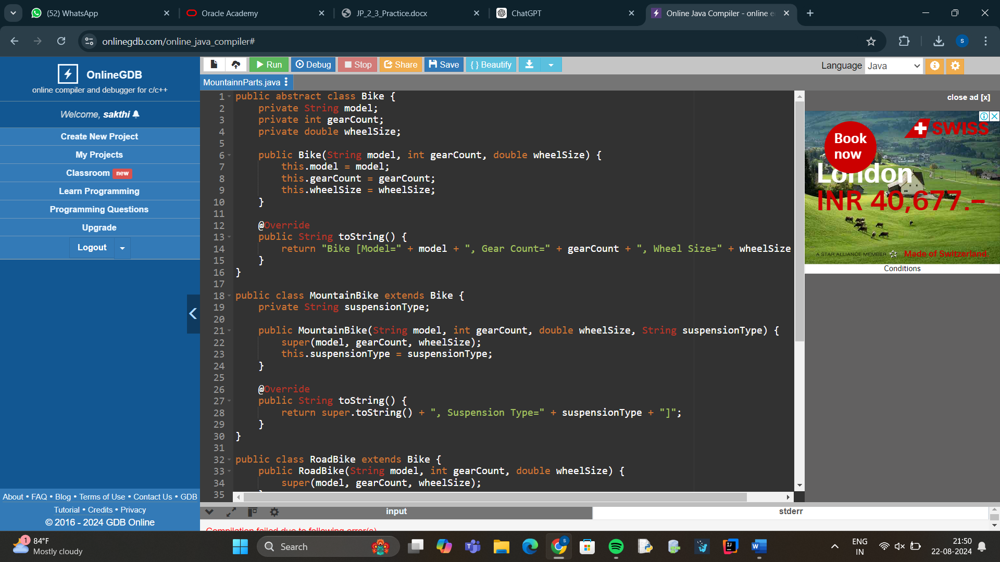 (52) WhatsApp
Oracle Academy
JP_2_3_Practice.docx
ChatGPT
Online Java Compiler - online e
onlinegdb.com/online_java_compiler#
S
OnlineGDB
online compiler and debugger for c/c++
Welcome, sakthi
Create New Project
My Projects
Classroom new
Learn Programming
Programming Questions
Upgrade
Logout
About • FAQ • Blog • Terms of Use • Contact Us • GDB
Tutorial • Credits • Privacy
© 2016 - 2024 GDB Online
Run Debug Stop Share Save { } Beautify
Language Java
MountainnParts.java
1 public abstract class Bike {
2 private String model;
3 private int gearCount;
4 private double wheelSize;
5
6 public Bike(String model, int gearCount, double wheelSize) {
7 this.model = model;
8 this.gearCount = gearCount;
9 this.wheelSize = wheelSize;
10 }
11
12 @Override
13 public String toString() {
14 return "Bike [Model=" + model + ", Gear Count=" + gearCount + ", Wheel Size=" + wheelSize
15 }
16 }
17
18 public class MountainBike extends Bike {
19 private String suspensionType;
20
21 public MountainBike(String model, int gearCount, double wheelSize, String suspensionType) {
22 super(model, gearCount, wheelSize);
23 this.suspensionType = suspensionType;
24 }
25
26 @Override
27 public String toString() {
28 return super.toString() + ", Suspension Type=" + suspensionType + "]";
29 }
30 }
31
32 public class RoadBike extends Bike {
33 public RoadBike(String model, int gearCount, double wheelSize) {
34 super(model, gearCount, wheelSize);
35
close ad [x]
SWISS
Book
now
London
INR 40,677.–
A STAR ALLIANCE MEMBER Made of Switzerland.
Conditions
input
stderr
Compilation failed due to following error(s).
1
84°F
Mostly cloudy
Search
ENG
IN
21:50
22-08-2024